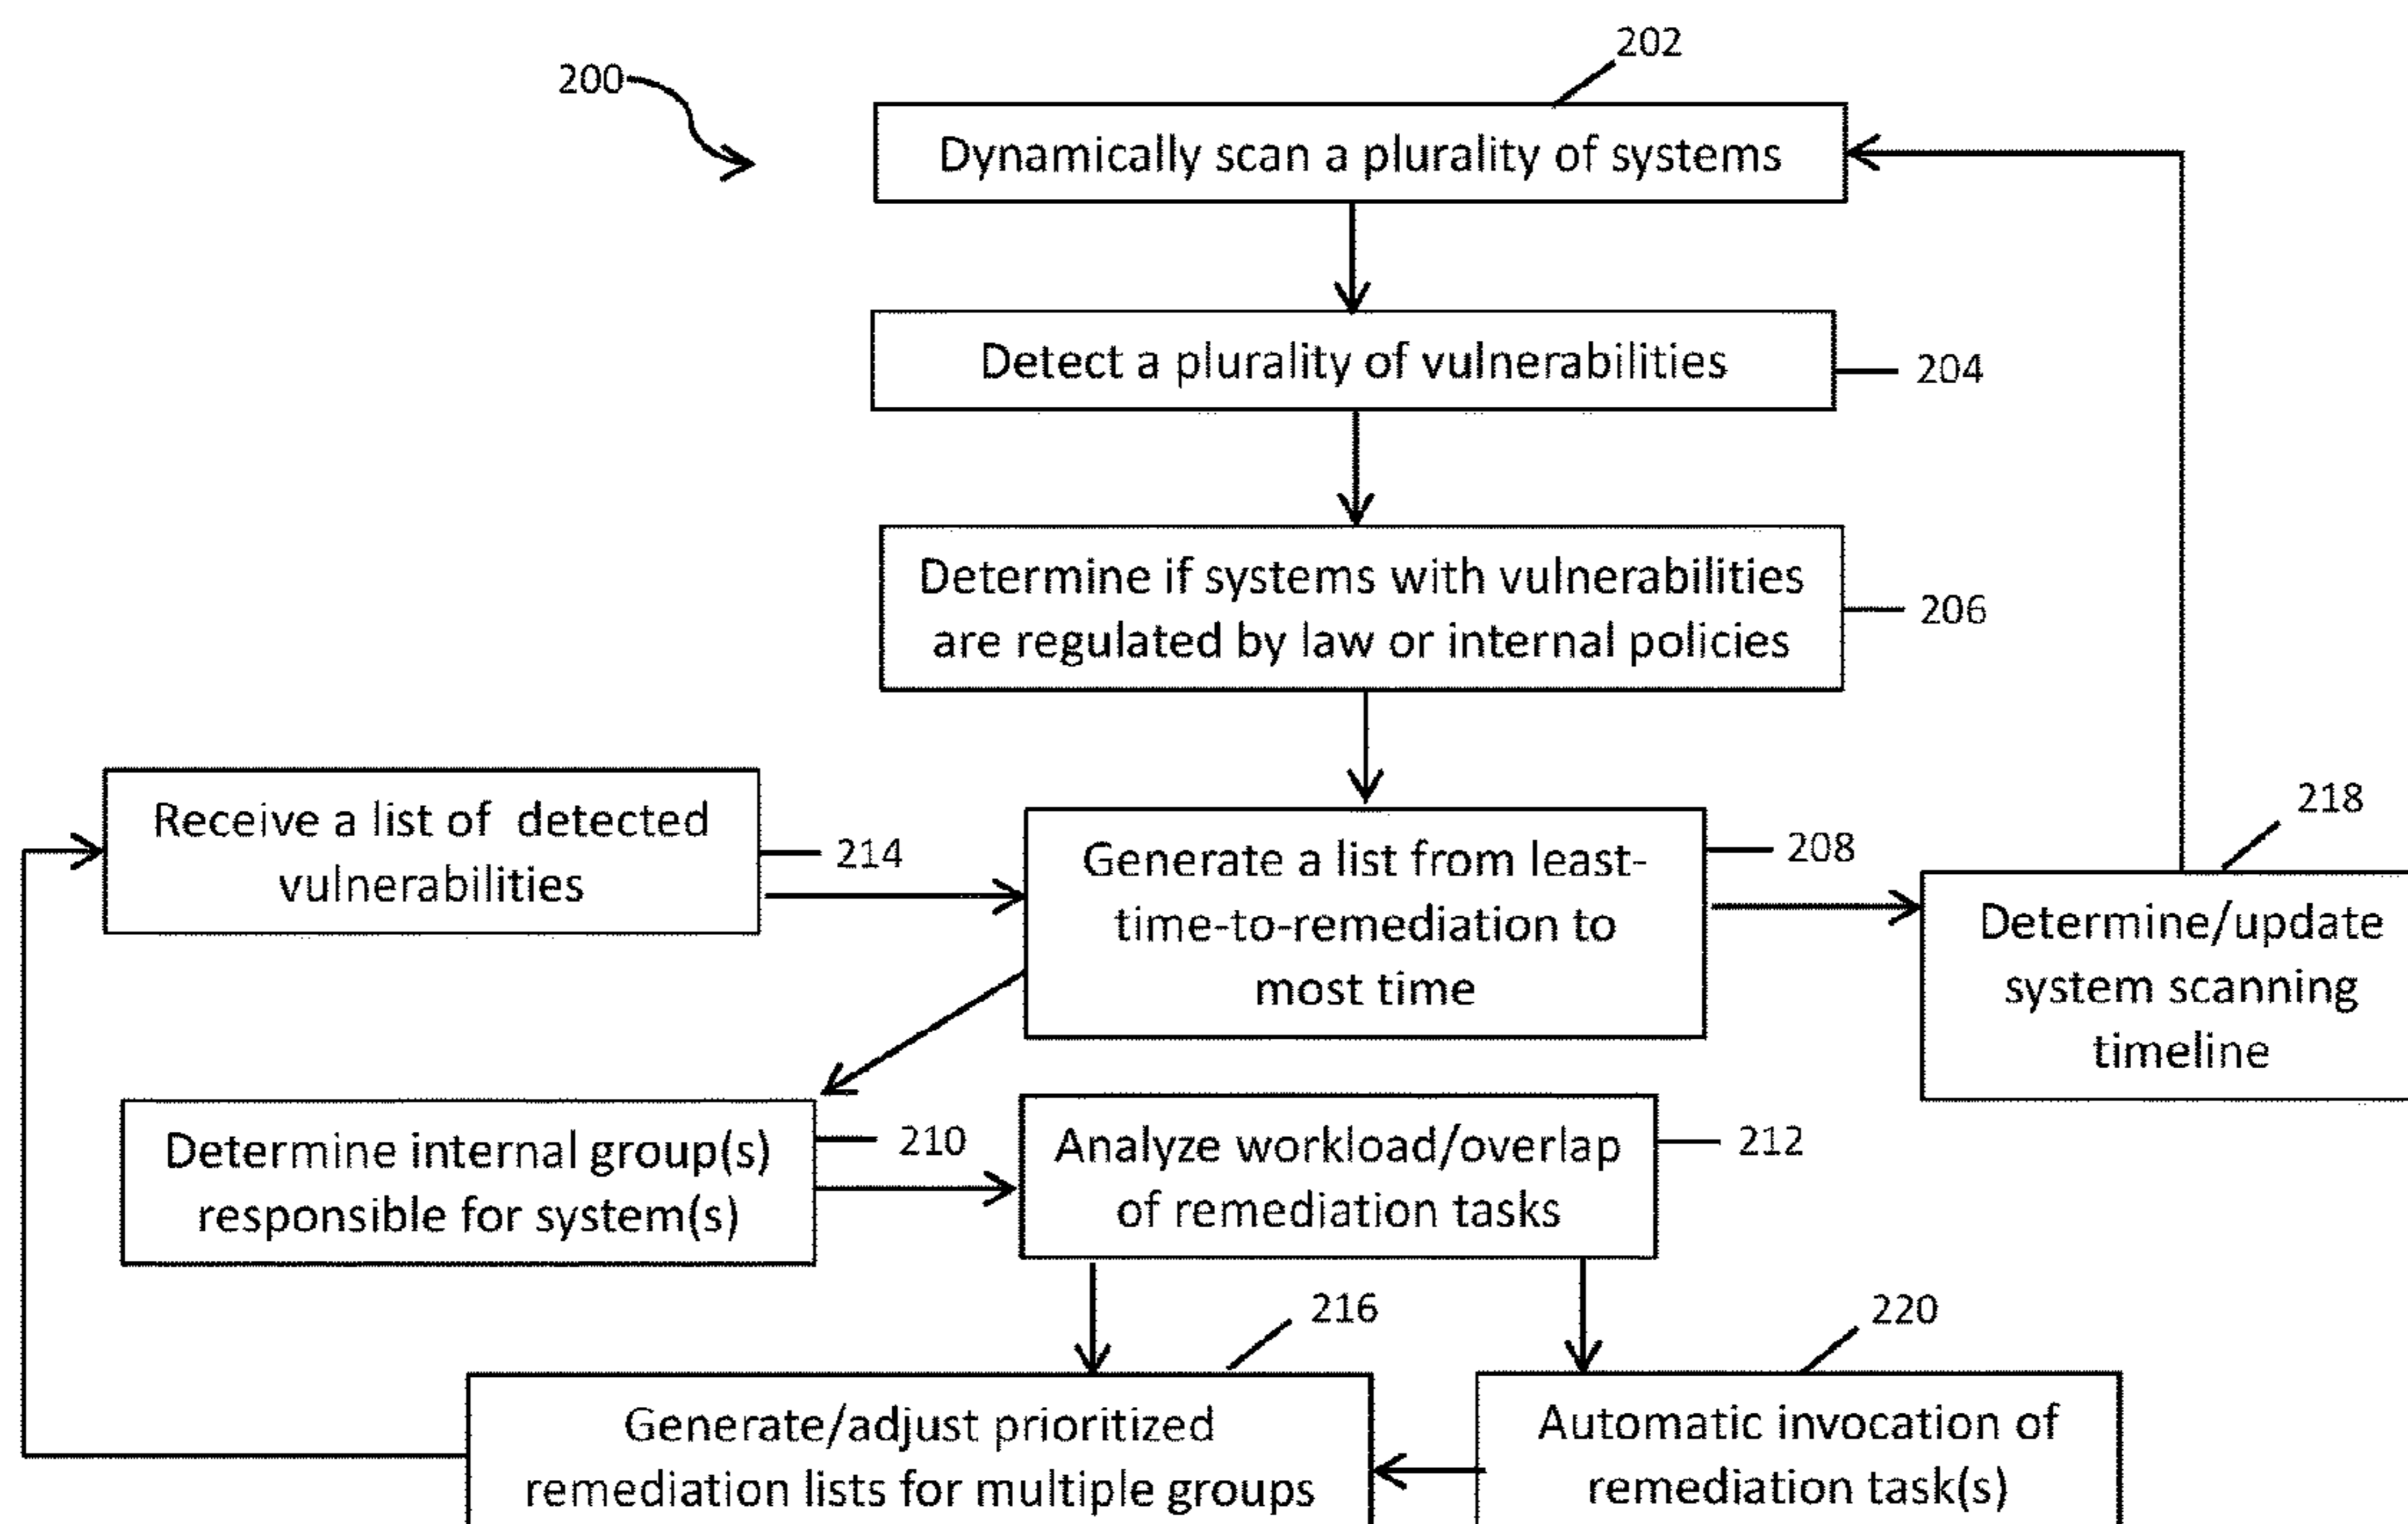 202
200
Dynamically scan a plurality of systems
Detect a plurality of vulnerabilities
204
Determine if systems with vulnerabilities
are regulated by law or internal policies
206
Receive a list of detected
vulnerabilities
214
Generate a list from least-
time-to-remediation to
most time
208
218
Determine/update
system scanning
timeline
Determine internal group(s)
responsible for system(s)
210
Analyze workload/overlap
of remediation tasks
212
216
220
Generate/adjust prioritized
remediation lists for multiple groups
Automatic invocation of
remediation task(s)